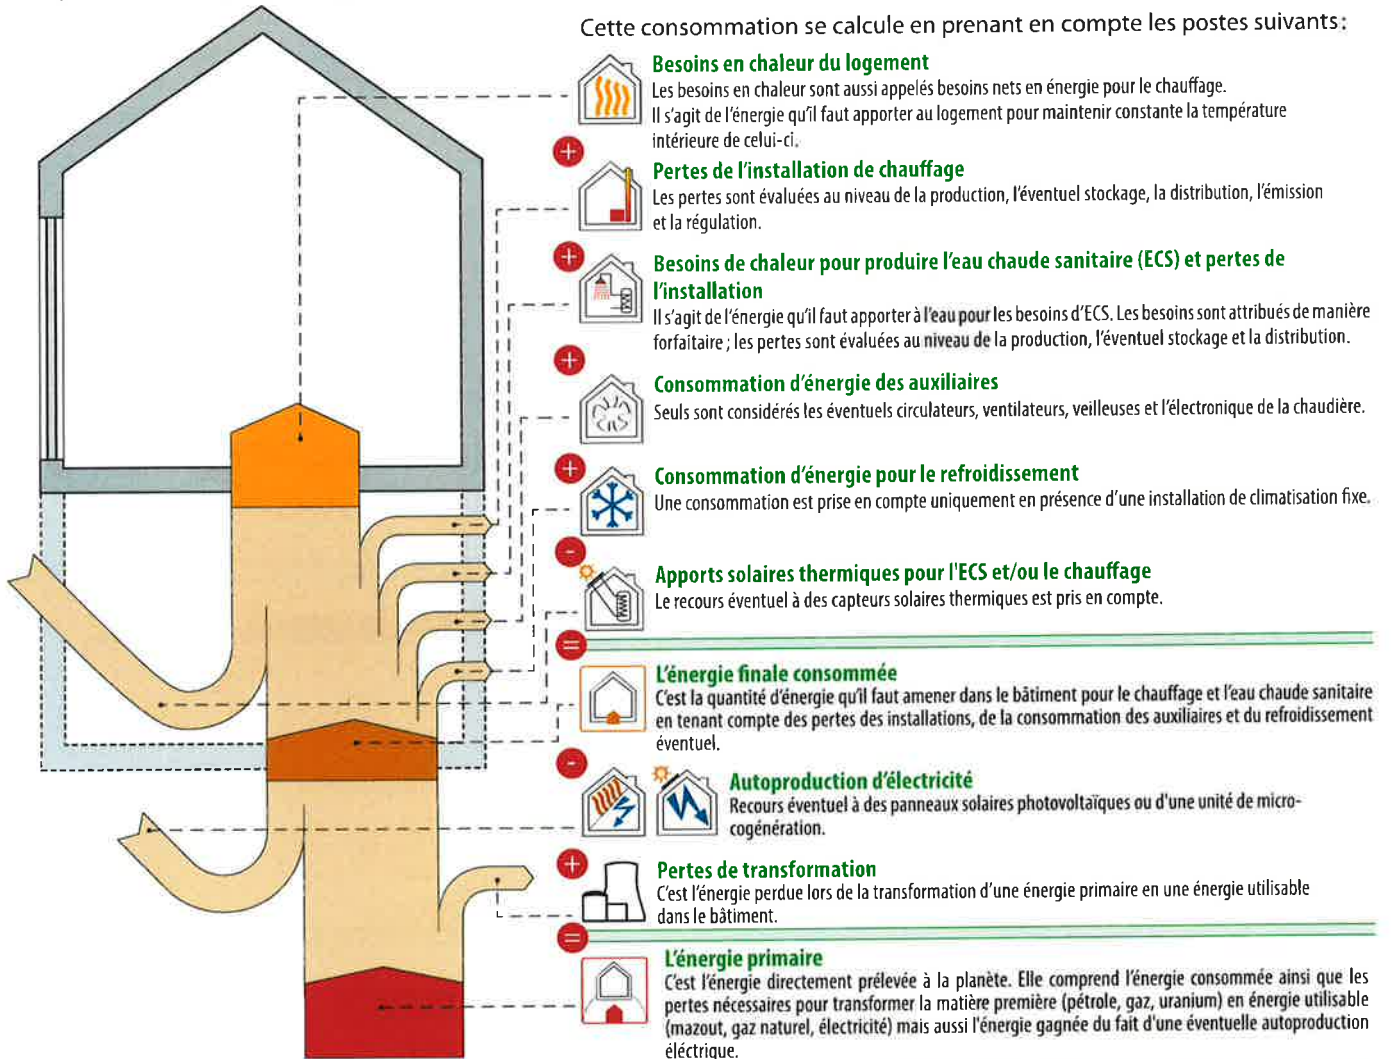 Cette consommation se calcule en prenant en compte les postes suivants:
Besoins en chaleur du logement
Les besoins en chaleur sont aussi appelés besoins nets en énergie pour le chauffage.
Il s'agit de l'énergie qu'il faut apporter au logement pour maintenir constante la température
intérieure de celui-ci.
+
Pertes de l'installation de chauffage
Les pertes sont évaluées au niveau de la production, l'éventuel stockage, la distribution, l'émission
et la régulation.
+
Besoins de chaleur pour produire l'eau chaude sanitaire (ECS) et pertes de
l'installation
Il s'agit de l'énergie qu'il faut apporter à l'eau pour les besoins d'ECS. Les besoins sont attribués de manière
forfaitaire ; les pertes sont évaluées au niveau de la production, l'éventuel stockage et la distribution.
+
Consommation d'énergie des auxiliaires
Seuls sont considérés les éventuels circulateurs, ventilateurs, veilleuses et l'électronique de la chaudière.
+
Consommation d'énergie pour le refroidissement
Une consommation est prise en compte uniquement en présence d'une installation de climatisation fixe.
-
Apports solaires thermiques pour l'ECS et/ou le chauffage
Le recours éventuel à des capteurs solaires thermiques est pris en compte.
=
L'énergie finale consommée
C'est la quantité d'énergie qu'il faut amener dans le bâtiment pour le chauffage et l'eau chaude sanitaire
en tenant compte des pertes des installations, de la consommation des auxiliaires et du refroidissement
éventuel.
-
Autoproduction d'électricité
Recours éventuel à des panneaux solaires photovoltaïques ou d'une unité de micro-
cogénération.
+
Pertes de transformation
C'est l'énergie perdue lors de la transformation d'une énergie primaire en une énergie utilisable
dans le bâtiment.
=
L'énergie primaire
C'est l'énergie directement prélevée à la planète. Elle comprend l'énergie consommée ainsi que les
pertes nécessaires pour transformer la matière première (pétrole, gaz, uranium) en énergie utilisable
(mazout, gaz naturel, électricité) mais aussi l'énergie gagnée du fait d'une éventuelle autoproduction
éléctrique.